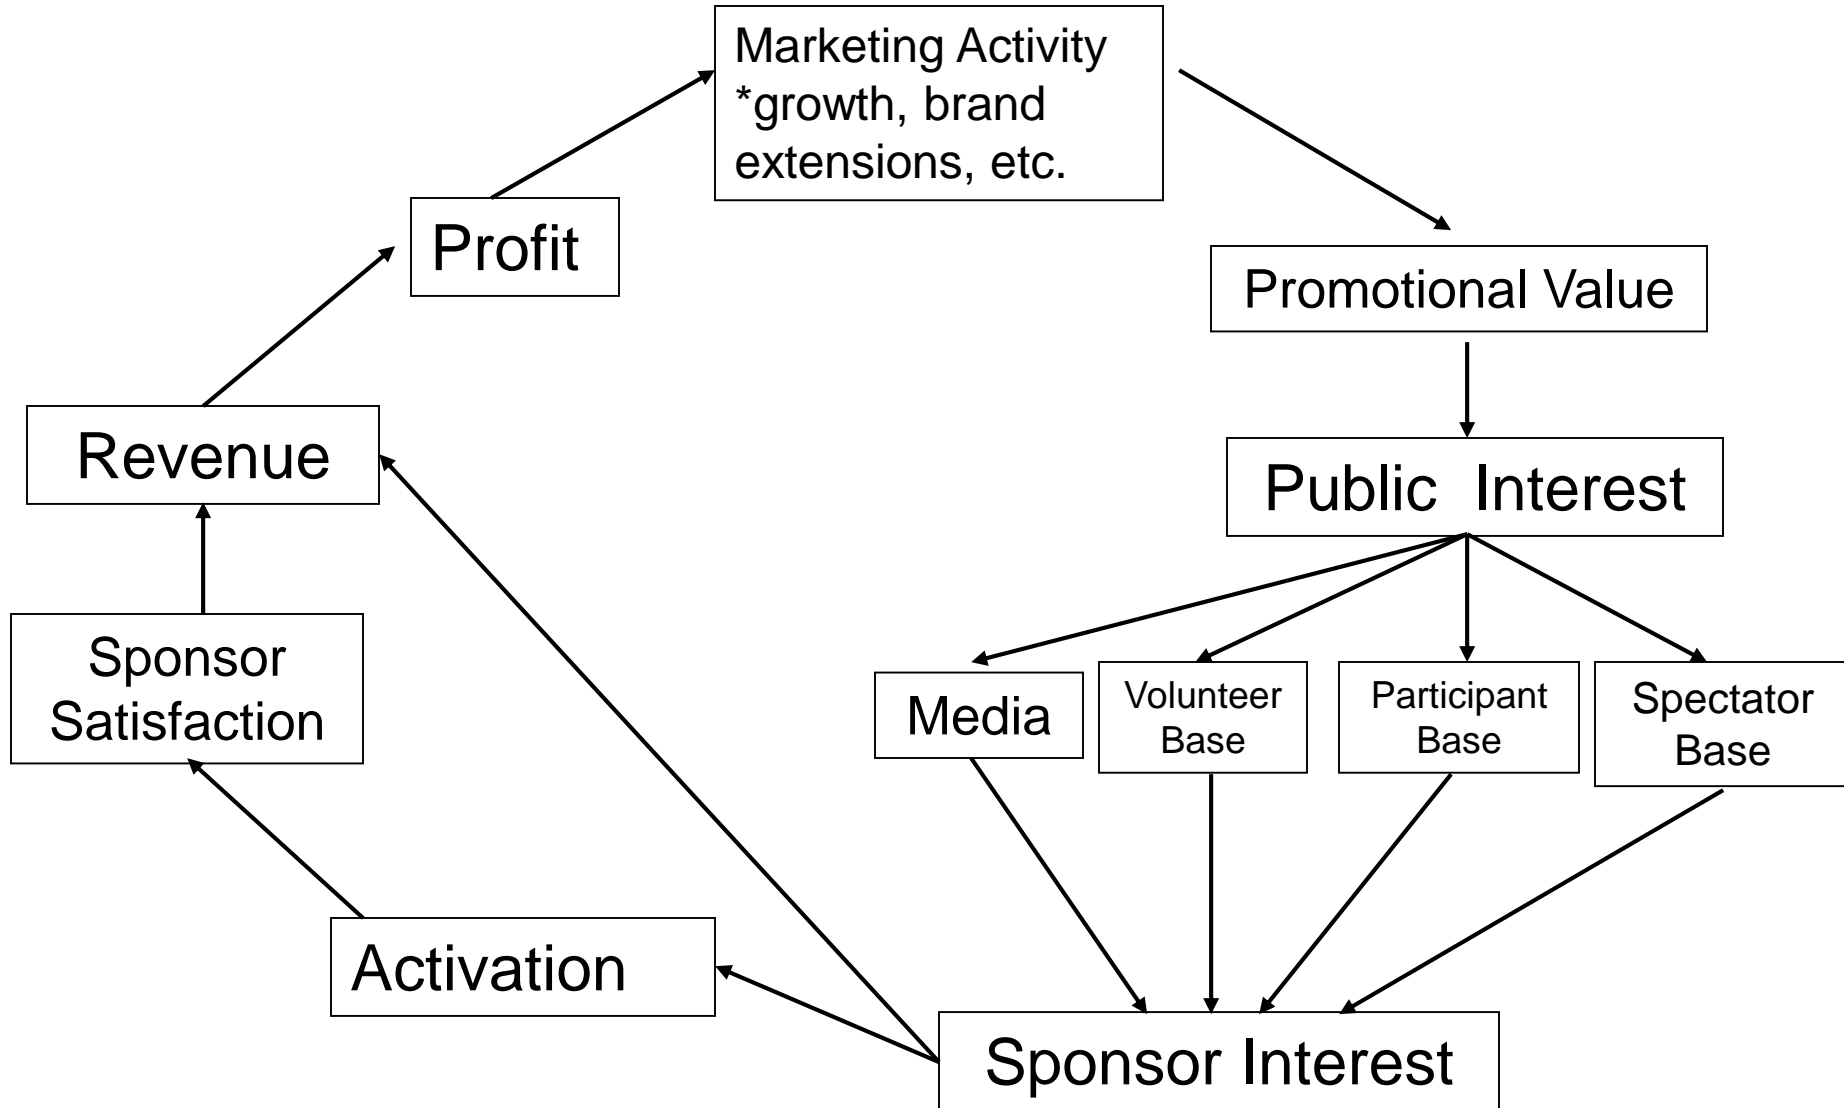 Marketing Activity
*growth, brand
extensions, etc.
Profit
Promotional Value
Revenue
Public Interest
Sponsor
Satisfaction
Media
Volunteer
Base
Participant
Base
Spectator
Base
Activation
Sponsor Interest